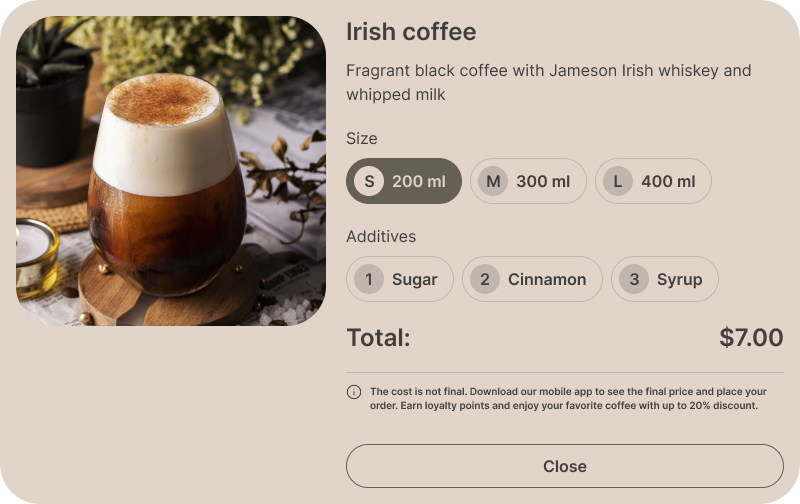 Irish coffee
Fragrant black coffee with Jameson Irish whiskey and
whipped milk
Size
S 200 ml M 300 ml L 400 ml
Additives
1 Sugar 2 Cinnamon 3 Syrup
Total: $7.00
The cost is not final. Download our mobile app to see the final price and place your
order. Earn loyalty points and enjoy your favorite coffee with up to 20% discount.
Close